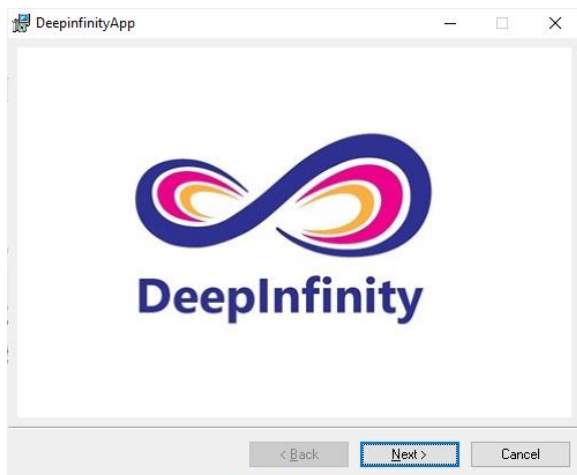 DeepinfinityApp
DeepInfinity
< Back
Next >
Cancel